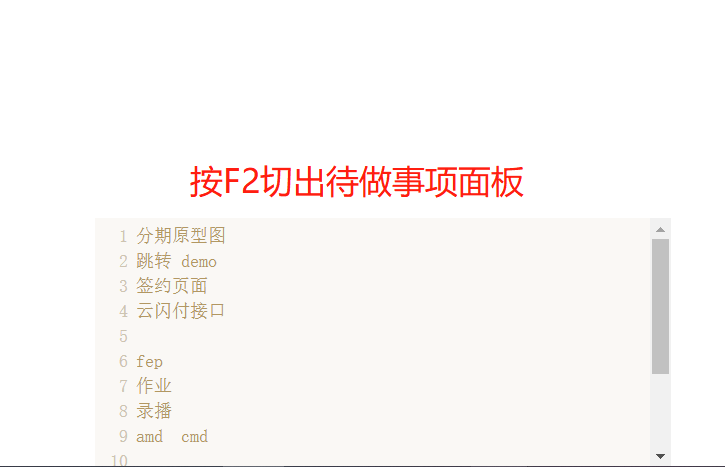 按F2切出待做事项面板
1 分期原型图
2 跳转 demo
3 签约页面
4 云闪付接口
5
6 fep
7 作业
8 录播
9 amd  cmd
10